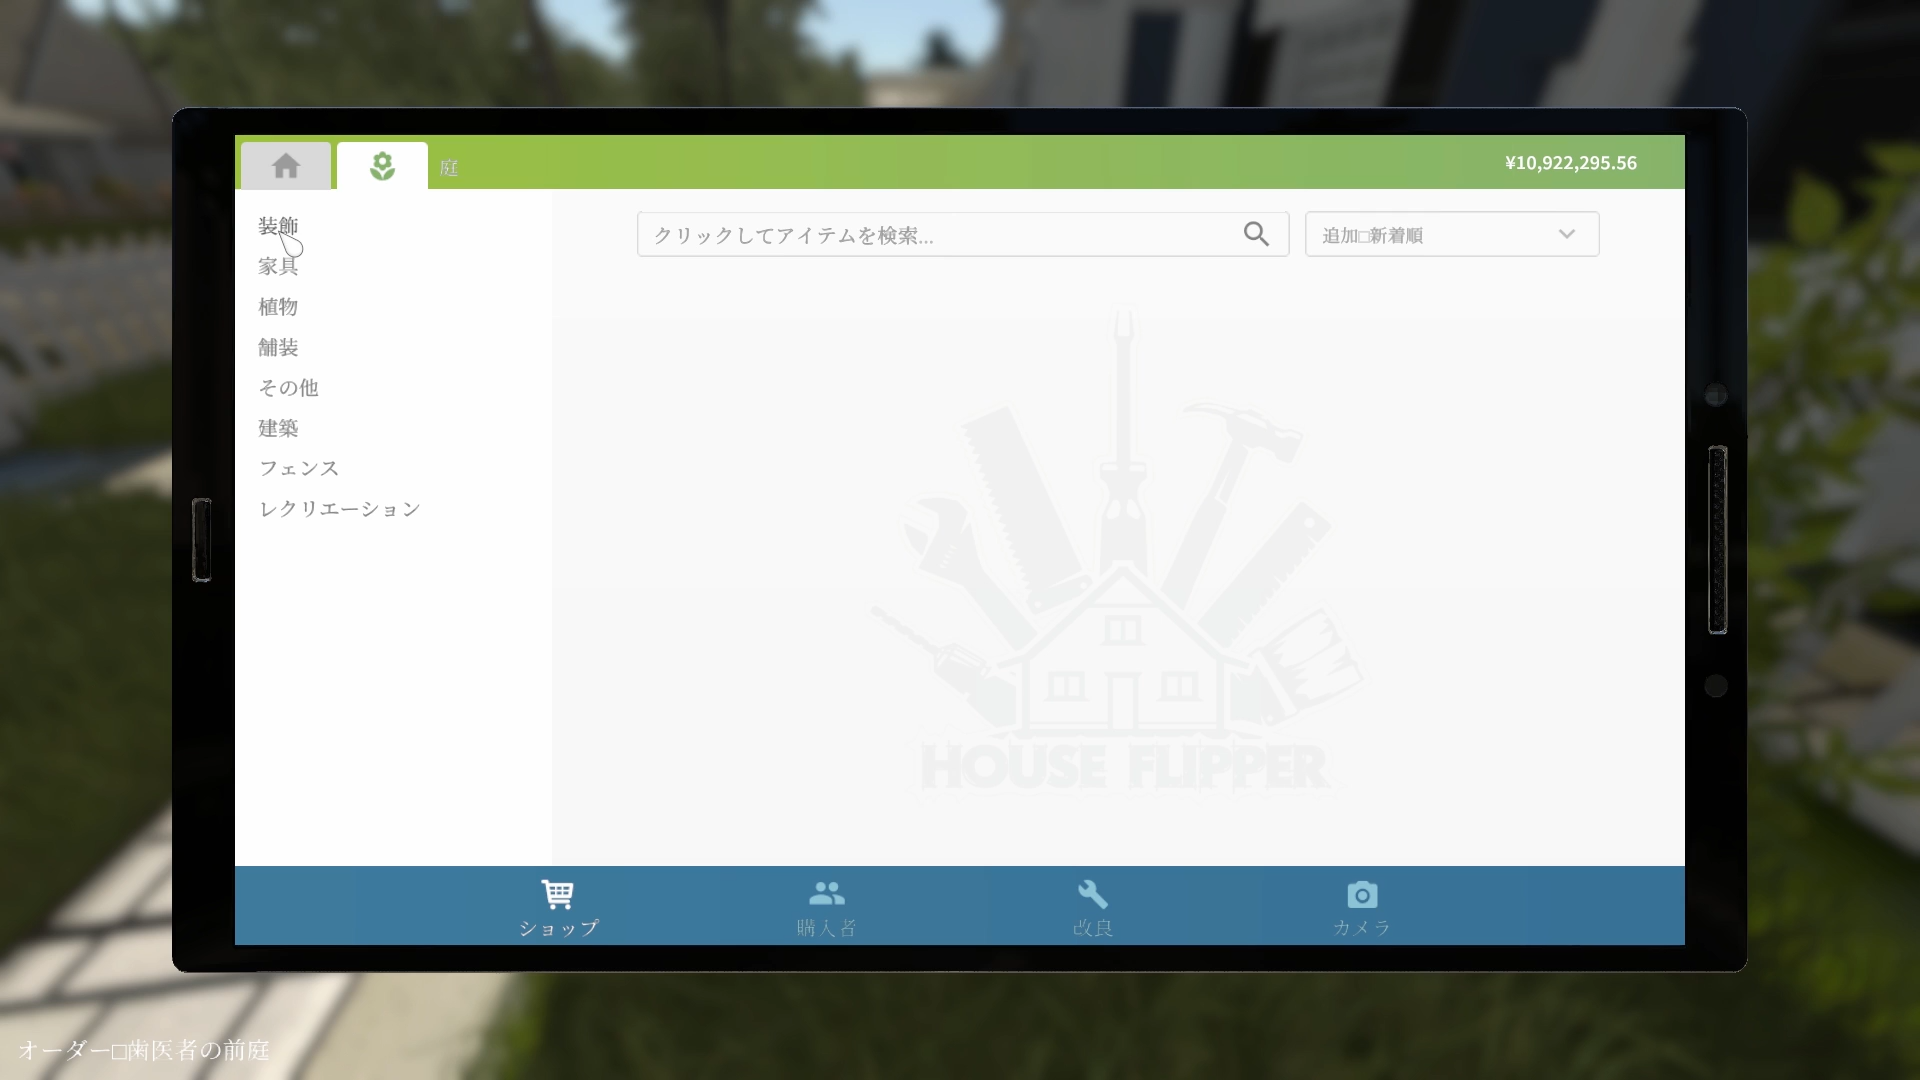 庭
¥10,922,295.56
装飾
家具
植物
舗装
その他
建築
フェンス
レクリエーション
クリックしてアイテムを検索...
追加□新着順
HOUSE FLIPPER
ショップ
購入者
改良
カメラ
オーダー□歯医者の前庭